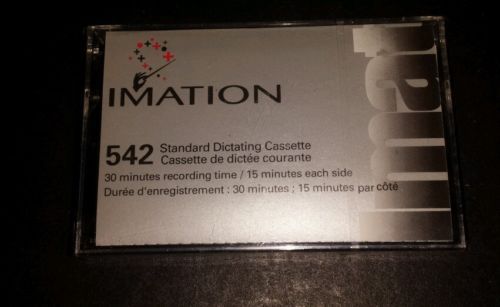 IMATION
542 Standard Dictating Cassette
Cassette de dictée courante
30 minutes recording time / 15 minutes each side
Durée d'enregistrement : 30 minutes ; 15 minutes par côté
Imat